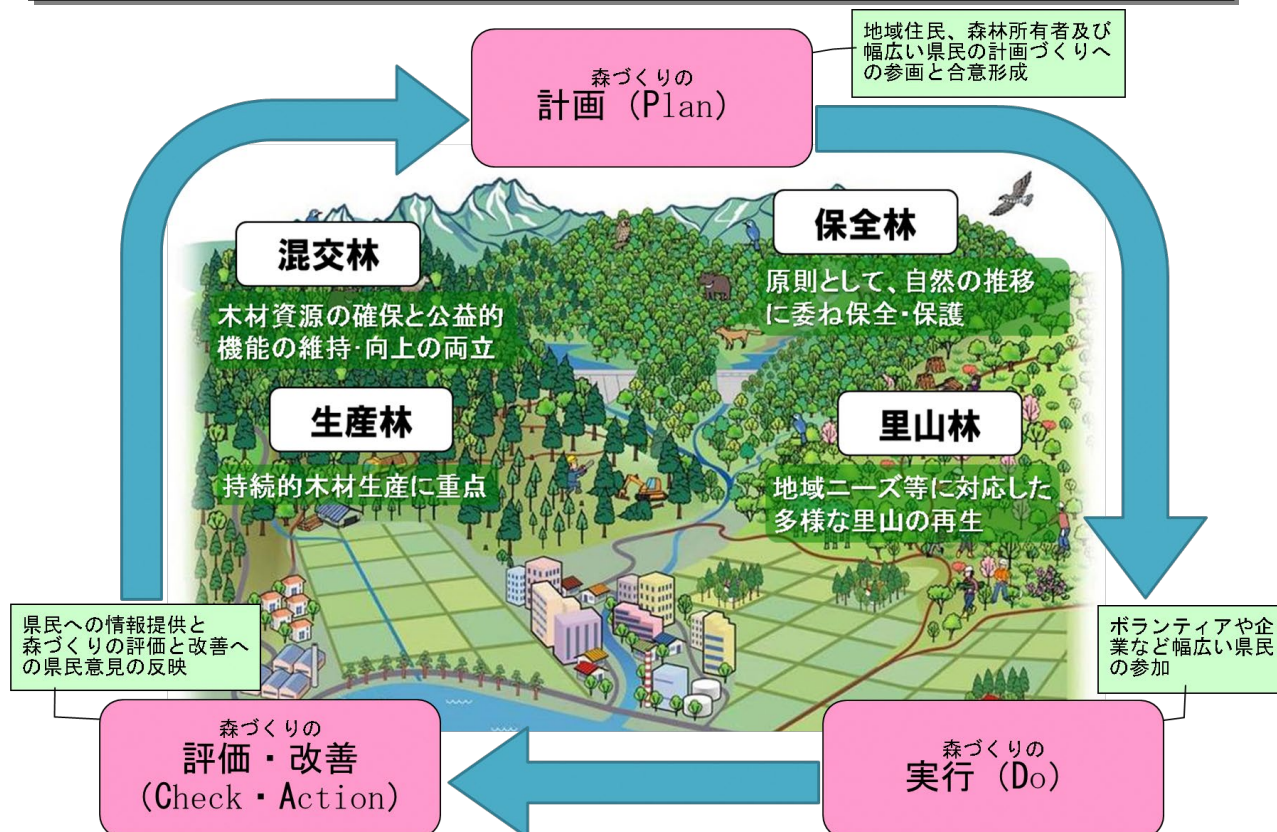 森づくりの
計画（Plan）
地域住民、森林所有者及び
幅広い県民の計画づくりへ
の参画と合意形成
混交林
木材資源の確保と公益的
機能の維持・向上の両立
保全林
原則として、自然の推移
に委ね保全・保護
生産林
持続的木材生産に重点
里山林
地域ニーズ等に対応した
多様な里山の再生
県民への情報提供と
森づくりの評価と改善へ
の県民意見の反映
ボランティアや企
業など幅広い県民
の参加
森づくりの
評価・改善
（Check・Action）
森づくりの
実行（Do）